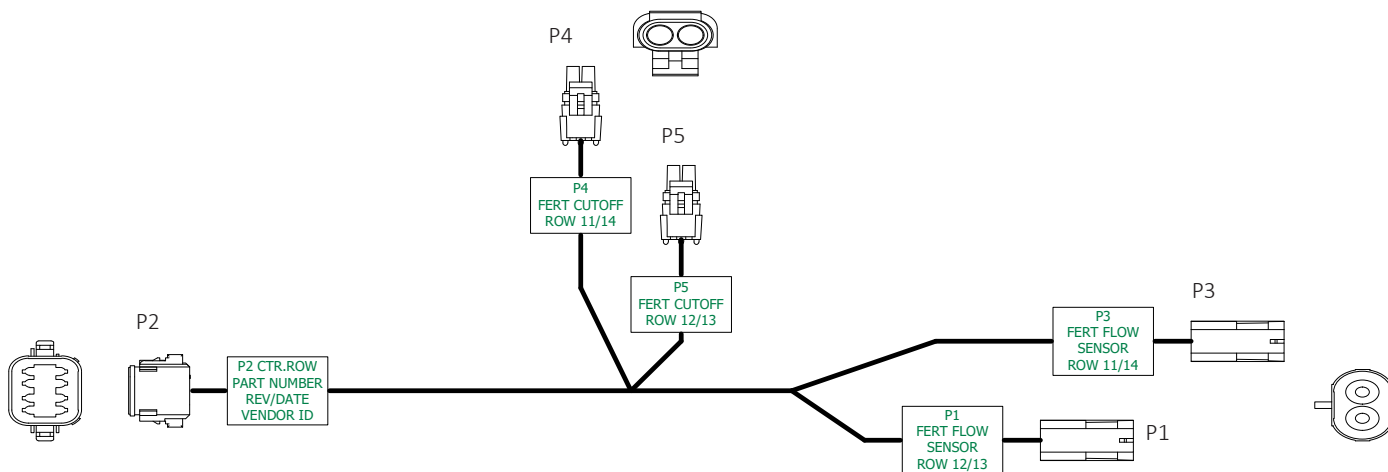 P4
P4
FERT CUTOFF
ROW 11/14
P5
P5
FERT CUTOFF
ROW 12/13
P2
P2 CTR.ROW
PART NUMBER
REV/DATE
VENDOR ID
P3
P3
FERT FLOW
SENSOR
ROW 11/14
P1
FERT FLOW
SENSOR
ROW 12/13
P1